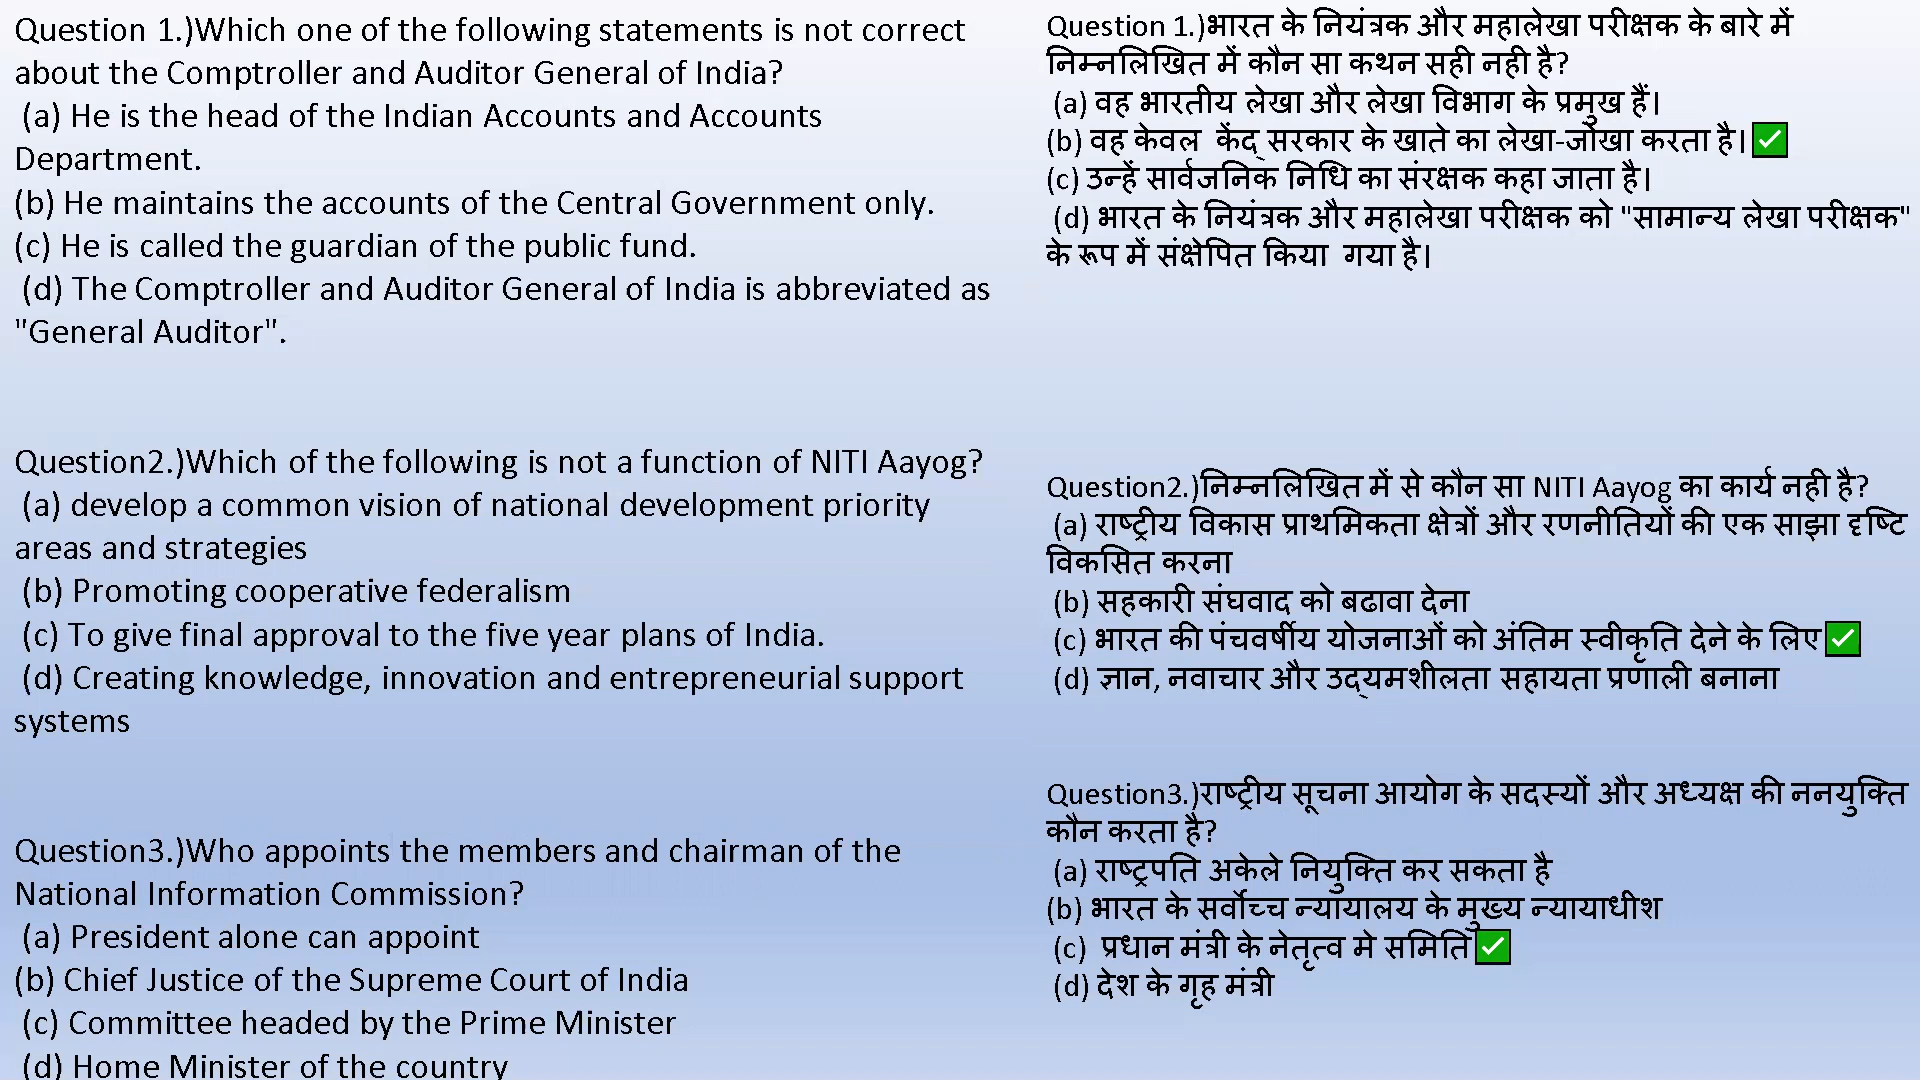 Question 1.)Which one of the following statements is not correct
about the Comptroller and Auditor General of India?
(a) He is the head of the Indian Accounts and Accounts
Department.
(b) He maintains the accounts of the Central Government only.
(c) He is called the guardian of the public fund.
(d) The Comptroller and Auditor General of India is abbreviated as
"General Auditor".
Question2.)Which of the following is not a function of NITI Aayog?
(a) develop a common vision of national development priority
areas and strategies
(b) Promoting cooperative federalism
(c) To give final approval to the five year plans of India.
(d) Creating knowledge, innovation and entrepreneurial support
systems
Question3.)Who appoints the members and chairman of the
National Information Commission?
(a) President alone can appoint
(b) Chief Justice of the Supreme Court of India
(c) Committee headed by the Prime Minister
(d) Home Minister of the country
Question 1.)भारत के नियंत्रक और महालेखा परीक्षक के बारे में
निम्नलिखित में कौन सा कथन सही नही है?
(a) वह भारतीय लेखा और लेखा विभाग के प्रमुख हैं।
(b) वह केवल केंद् सरकार के खाते का लेखा-जोखा करता है। ✅
(c) उन्हें सार्वजनिक निधि का संरक्षक कहा जाता है।
(d) भारत के नियंत्रक और महालेखा परीक्षक को "सामान्य लेखा परीक्षक"
के रूप में संक्षेपित किया गया है।
Question2.)निम्नलिखित में से कौन सा NITI Aayog का कार्य नही है?
(a) राष्ट्रीय विकास प्राथमिकता क्षेत्रों और रणनीतियों की एक साझा दृष्टि
विकसित करना
(b) सहकारी संघवाद को बढावा देना
(c) भारत की पंचवर्षीय योजनाओं को अंतिम स्वीकृति देने के लिए ✅
(d) ज्ञान, नवाचार और उद्यमशीलता सहायता प्रणाली बनाना
Question3.)राष्ट्रीय सूचना आयोग के सदस्यों और अध्यक्ष की ननयुक्ति
कौन करता है?
(a) राष्ट्रपति अकेले नियुक्ति कर सकता है
(b) भारत के सर्वोच्च न्यायालय के मुख्य न्यायाधीश
(c) प्रधान मंत्री के नेतृत्व मे समिति ✅
(d) देश के गृह मंत्री